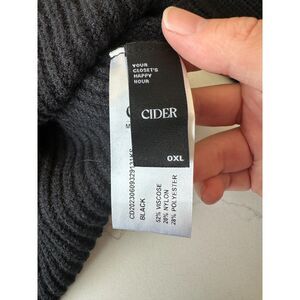 YOUR
CLOSET'S
HAPPY
HOUR
CIDER
0XL
BLACK
52% VISCOSE
20% NYLON
28% POLYESTER